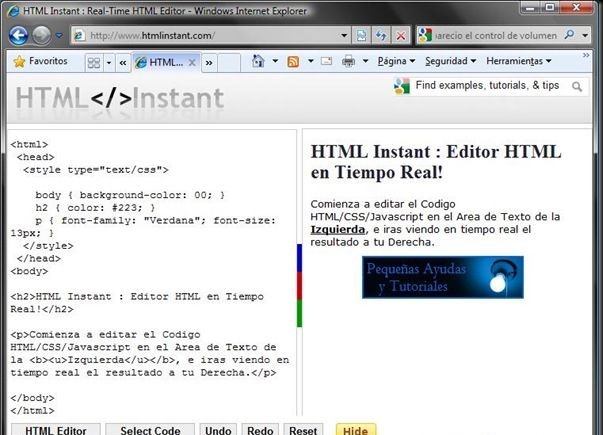 HTML Instant : Real-Time HTML Editor - Windows Internet Explorer
http://www.htmlinstant.com/
parecio el control de volumen
Favoritos
HTML...
Página
Seguridad
Herramientas
HTML</>Instant
Find examples, tutorials, & tips
<html>
<head>
<style type="text/css">
body { background-color: 00; }
h2 { color: #223; }
p { font-family: "Verdana"; font-size:
13px; }
</style>
</head>
<body>
<h2>HTML Instant : Editor HTML en Tiempo
Real!</h2>
<p>Comienza a editar el Codigo
HTML/CSS/Javascript en el Area de Texto de
la <b><u>Izquierda</u></b>, e iras viendo en
tiempo real el resultado a tu Derecha.</p>
</body>
</html>
HTML Instant : Editor HTML
en Tiempo Real!
Comienza a editar el Codigo
HTML/CSS/Javascript en el Area de Texto de la
Izquierda, e iras viendo en tiempo real el
resultado a tu Derecha.
Pequeñas Ayudas
y Tutoriales
HTML Editor
Select Code
Undo
Redo
Reset
Hide